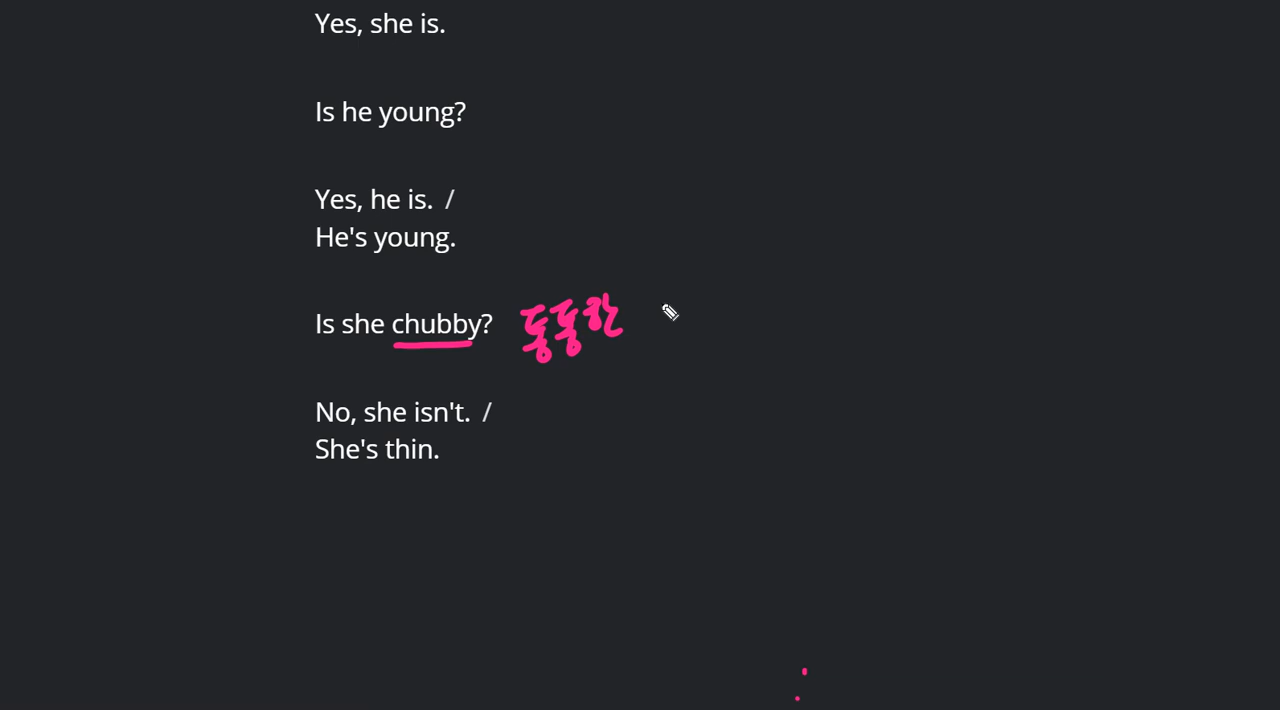 Yes, she is.
Is he young?
Yes, he is. /
He's young.
Is she chubby? 통통한
No, she isn't. /
She's thin.